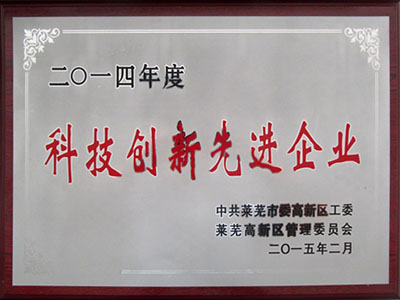 二〇一四年度
科技创新先进企业
中共莱芜市委高新区工委
莱芜高新区管理委员会
二〇一五年二月